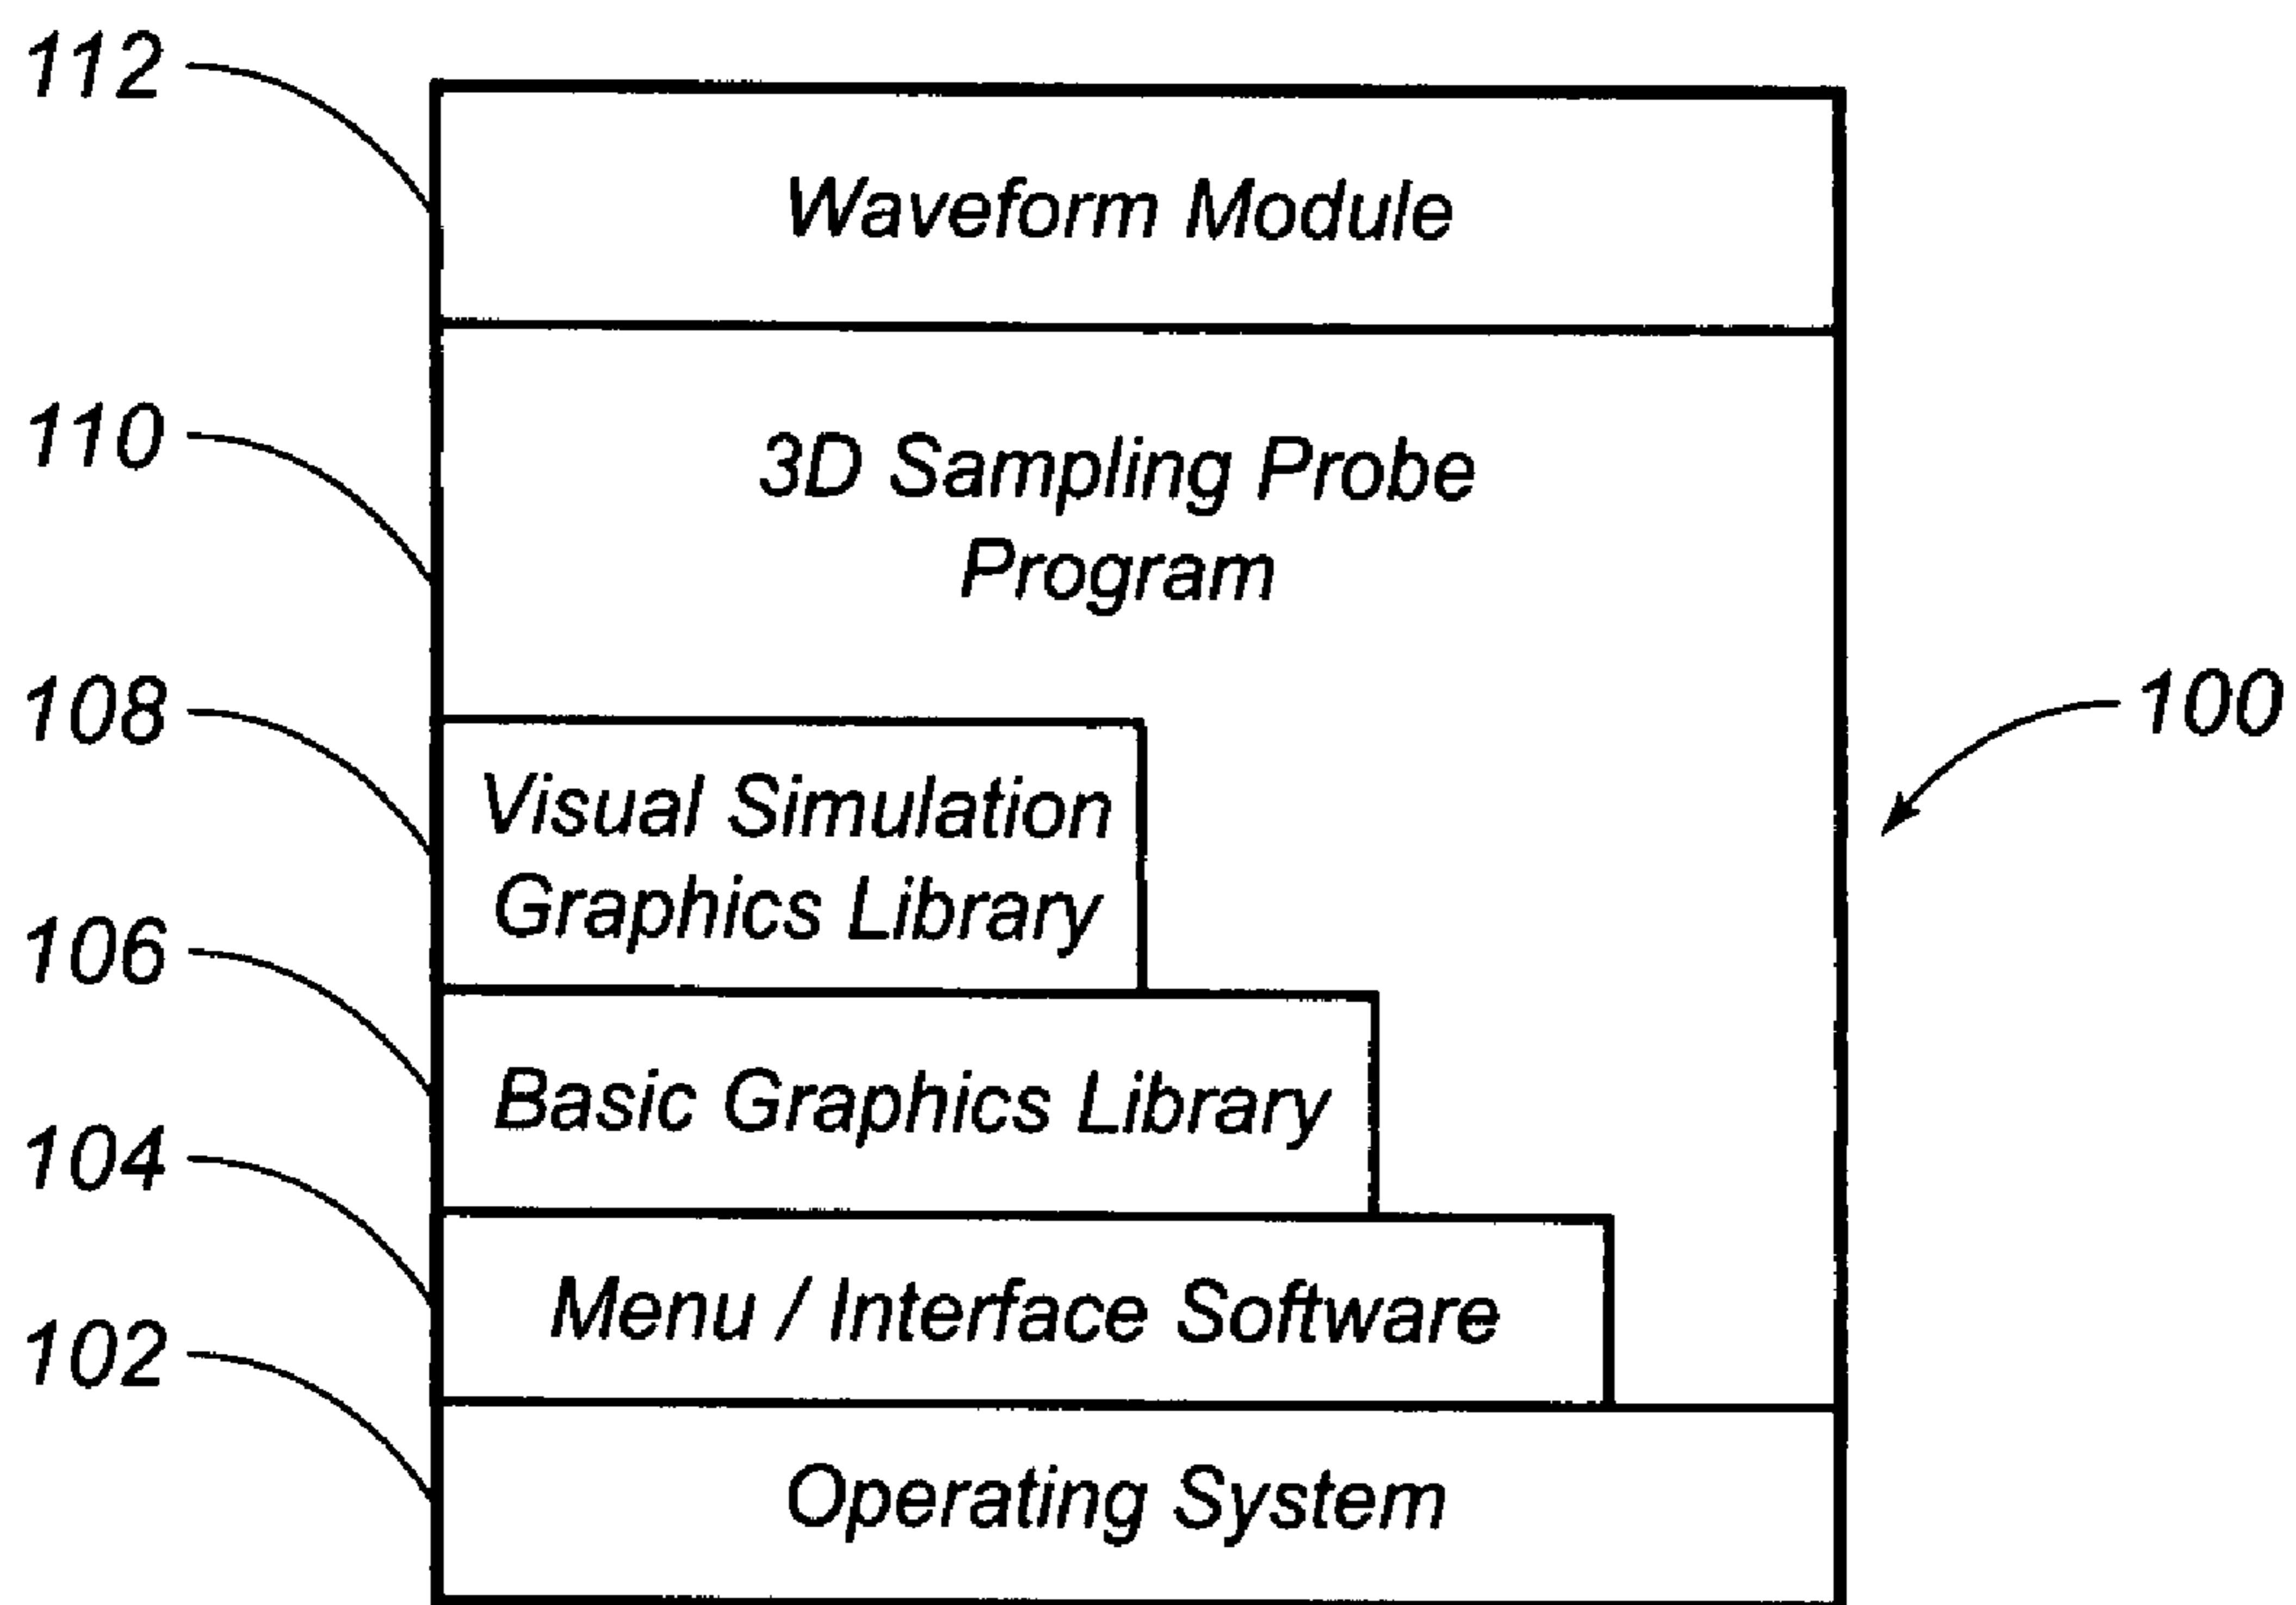 112
Waveform Module
110
3D Sampling Probe
Program
108
100
Visual Simulation
Graphics Library
106
Basic Graphics Library
104
Menu / Interface Software
102
Operating System